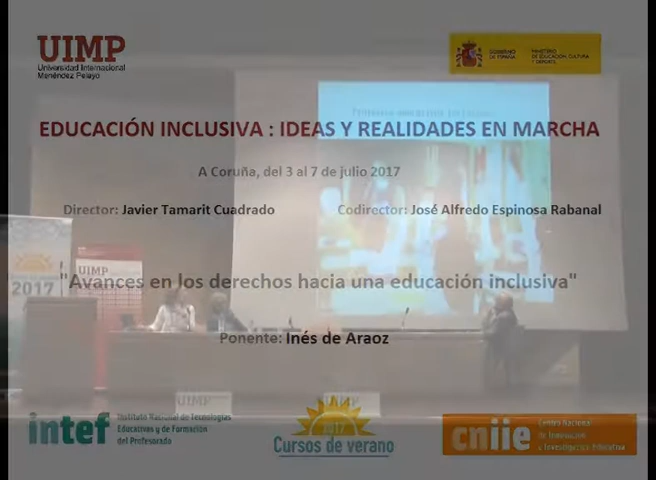 UIMP
Universidad Internacional
Menéndez Pelayo
GOBIERNO
DE ESPAÑA
MINISTERIO
DE EDUCACIÓN, CULTURA
Y DEPORTE
EDUCACIÓN INCLUSIVA : IDEAS Y REALIDADES EN MARCHA
A Coruña, del 3 al 7 de julio 2017
Director: Javier Tamarit Cuadrado
Codirector: José Alfredo Espinosa Rabanal
UIMP
2017
"Avances en los derechos hacia una educación inclusiva"
Ponente: Inés de Araoz
UIMP
intef
Instituto Nacional de Tecnologías
Educativas y de Formación
del Profesorado
2017
Cursos de verano
cniie
Centro Nacional
de Innovación
e Investigación Educativa